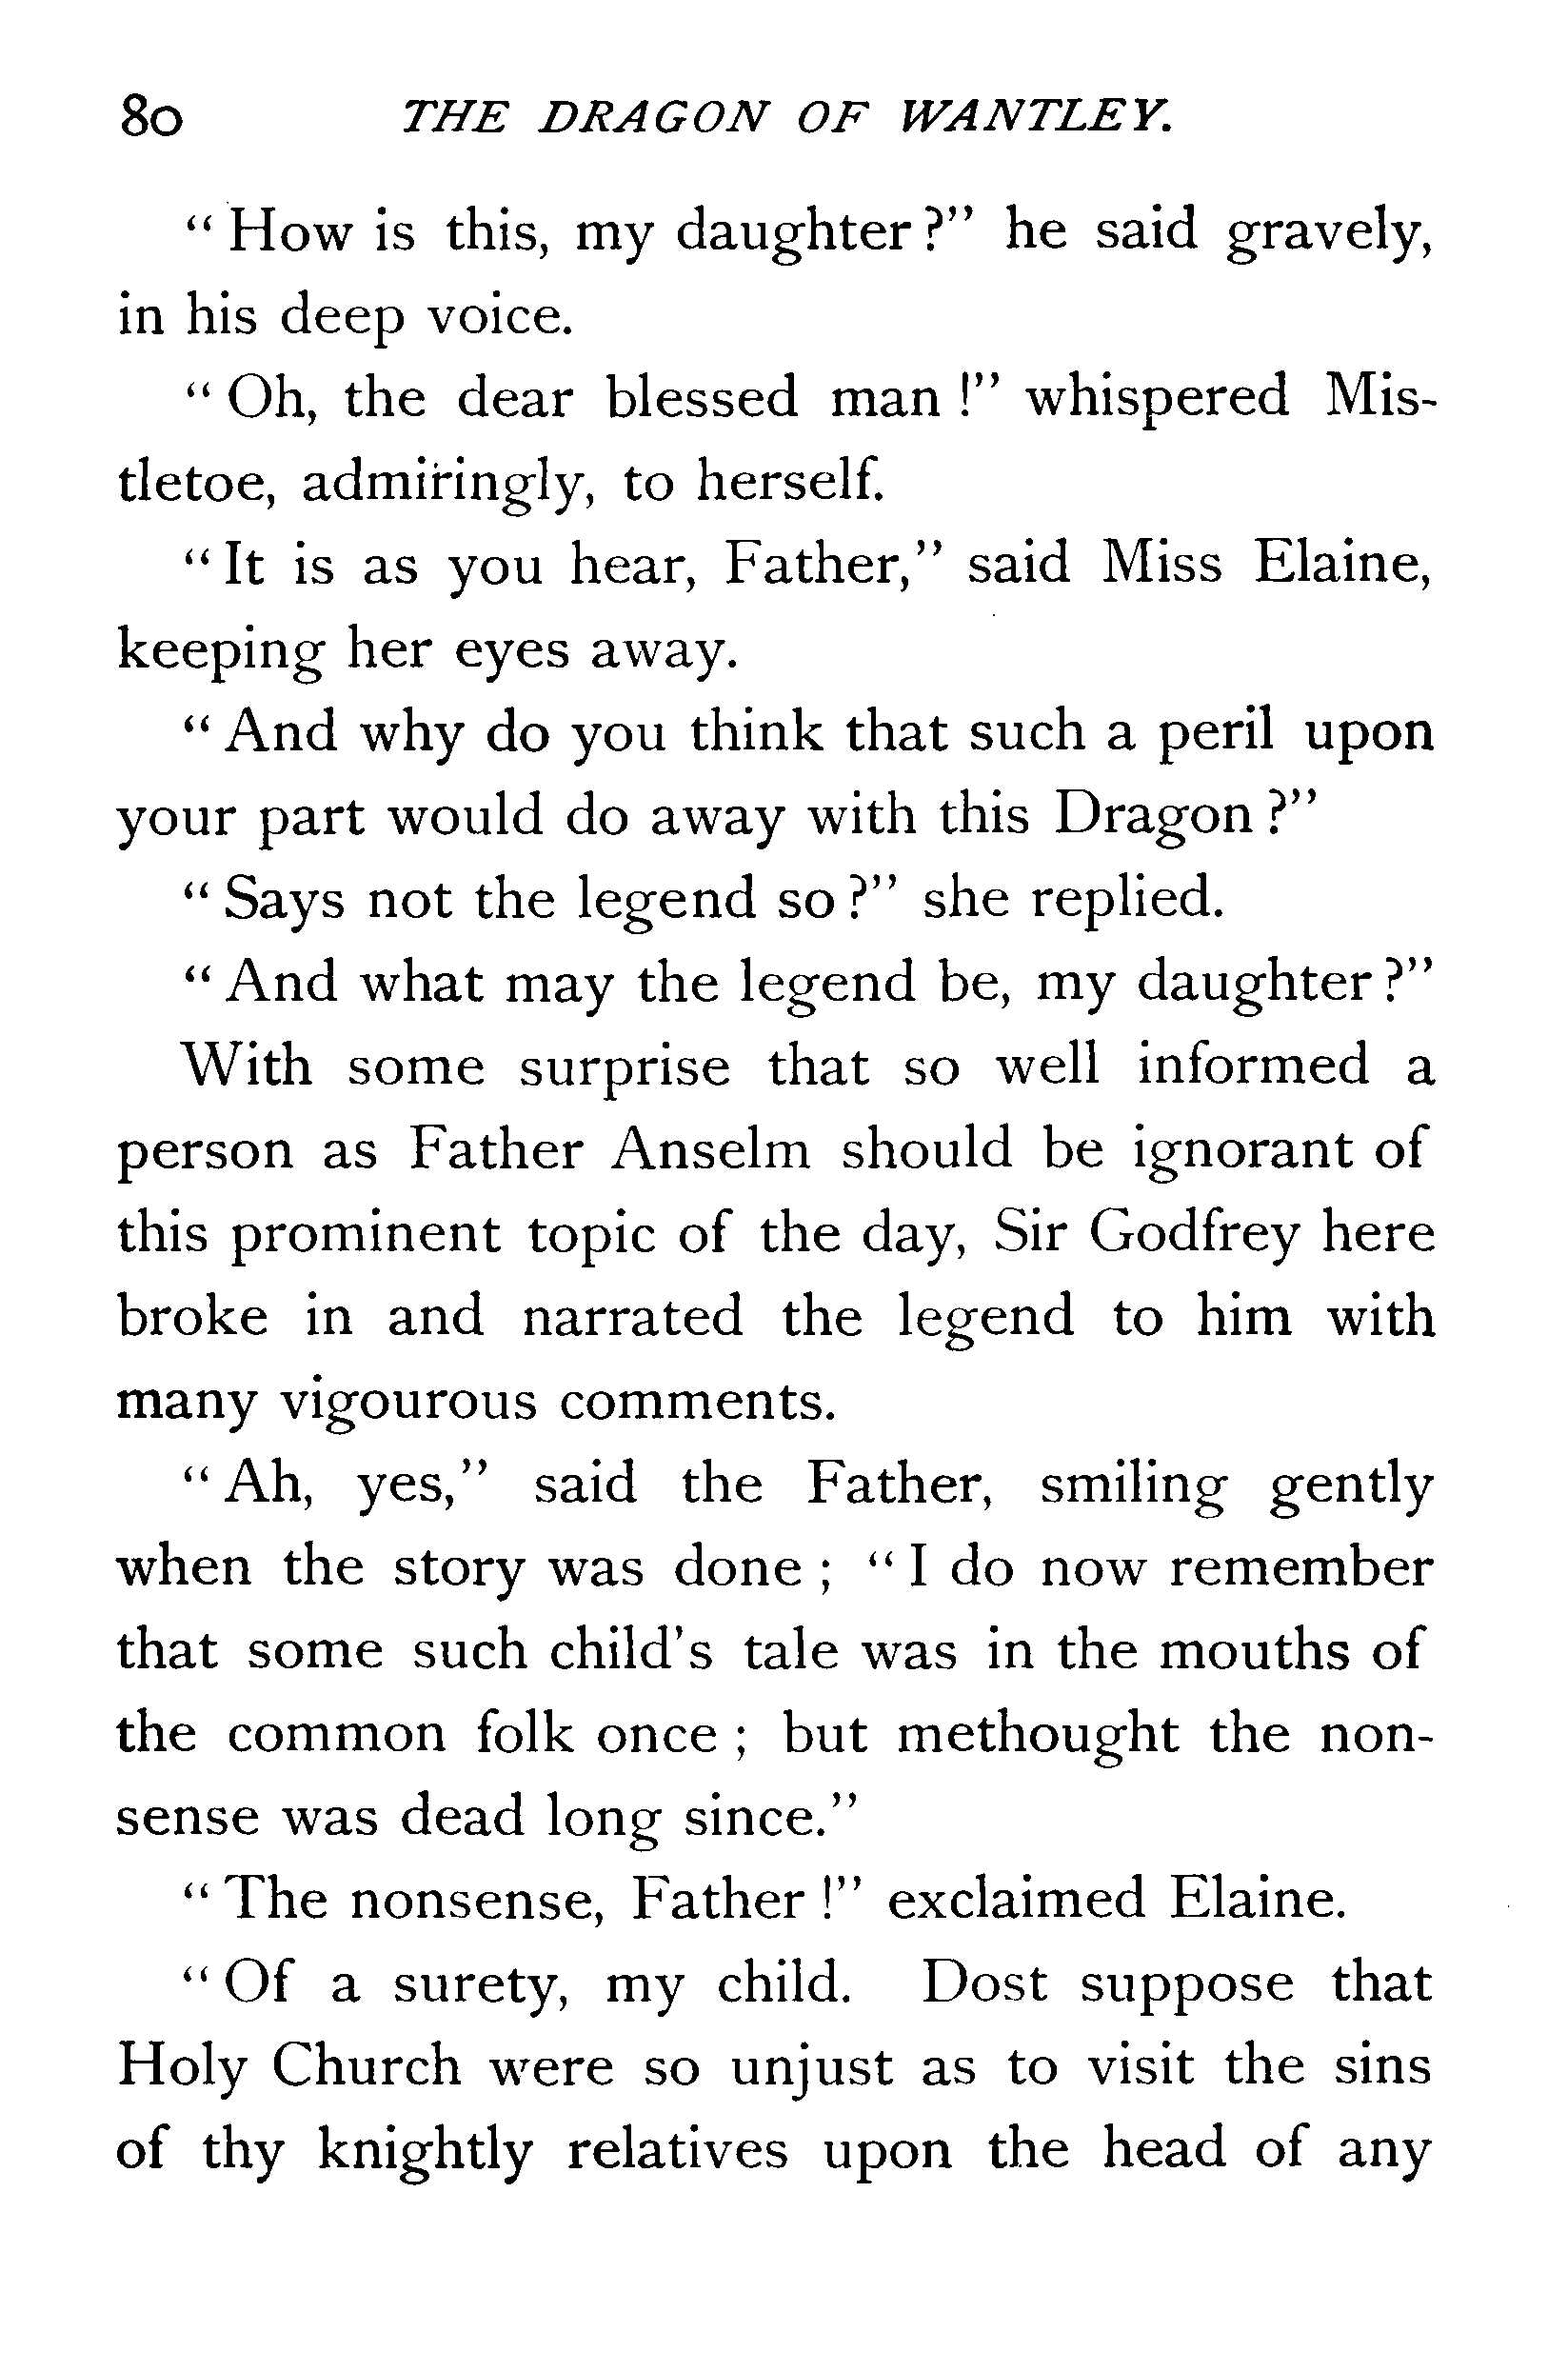 80 THE DRAGON OF WANTLEY.
“How is this, my daughter?” he said gravely,
in his deep voice.
“Oh, the dear blessed man!” whispered Mis-
tletoe, admiringly, to herself.
“It is as you hear, Father,” said Miss Elaine,
keeping her eyes away.
“And why do you think that such a peril upon
your part would do away with this Dragon?”
“Says not the legend so?” she replied.
“And what may the legend be, my daughter?”
With some surprise that so well informed a
person as Father Anselm should be ignorant of
this prominent topic of the day, Sir Godfrey here
broke in and narrated the legend to him with
many vigourous comments.
“Ah, yes,” said the Father, smiling gently
when the story was done; “I do now remember
that some such child’s tale was in the mouths of
the common folk once; but methought the non-
sense was dead long since.”
“The nonsense, Father!” exclaimed Elaine.
“Of a surety, my child. Dost suppose that
Holy Church were so unjust as to visit the sins
of thy knightly relatives upon the head of any